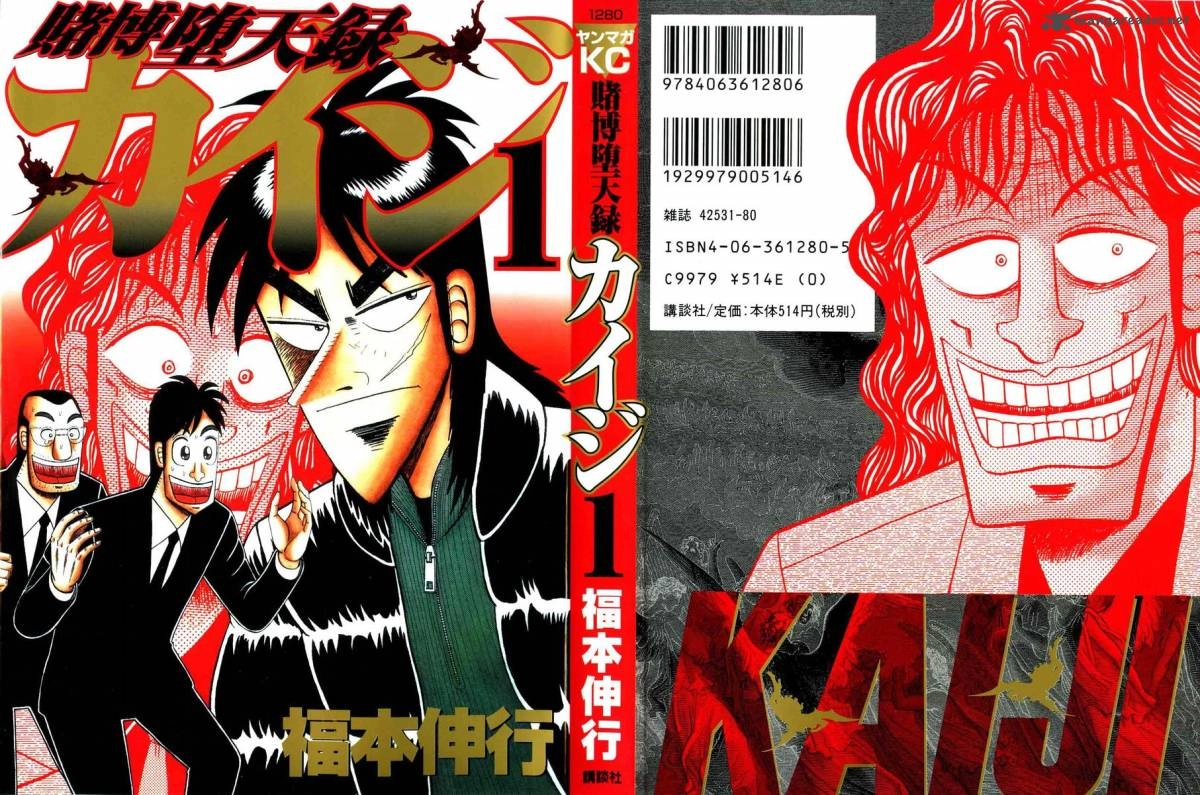 賭博堕天録
カイジ
1
福本伸行
1280
ヤンマガ
KC
賭博堕天録
カイジ
1
福本伸行
講談社
9784063612806
1929979005146
雑誌 42531-80
ISBN4-06-361280-5
C9979 ¥514E (0)
講談社/定価:本体514円(税別)
KAIJI
mangareader.net